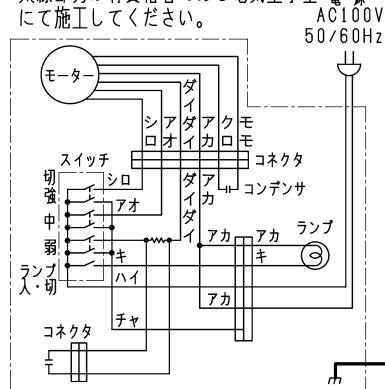 にて施工してください。
電源
AC100V
50/60Hz
モーター
ダイダイ
シロ
アオ
アカ
クロ
モモ
コネクタ
スイッチ
切
強
中
弱
ランプ
入・切
シロ
アオ
ダイダイ
アカ
コンデンサ
キ
ハイ
チャ
アカ
アカ
キ
アカ
ランプ
コネクタ